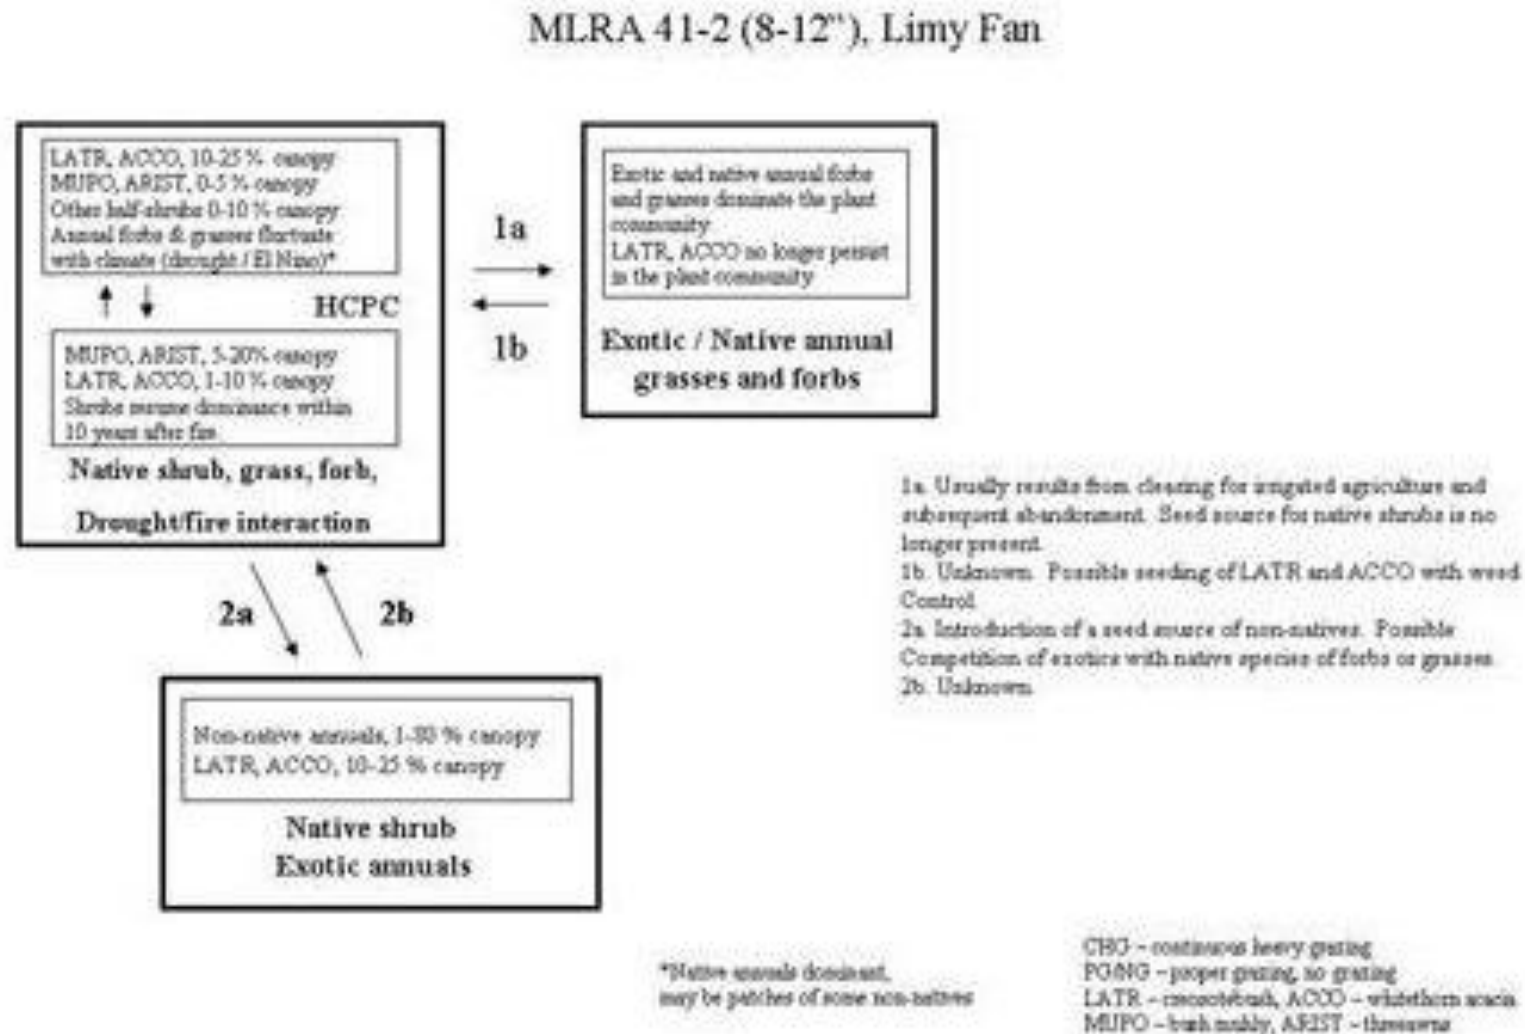 MLRA 41-2 (8-12"), Limy Fan
LATR, ACCO, 10-25 % canopy
MUPO, ARIST, 0-5 % canopy
Other half-shrubs 0-10 % canopy
Annual forbs & grasses fluctuate
with climate (drought / El Nino)*
HCPC
MUPO, ARIST, 5-20% canopy
LATR, ACCO, 1-10 % canopy
Shrubs resume dominance within
10 years after fire.
Native shrub, grass, forb,
Drought/fire interaction
1a
1b
Exotic and native annual forbs
and grasses dominate the plant
community
LATR, ACCO no longer persist
in the plant community
Exotic / Native annual
grasses and forbs
2a
2b
Non-native annuals, 1-80 % canopy
LATR, ACCO, 10-25 % canopy
Native shrub
Exotic annuals
1a. Usually results from clearing for irrigated agriculture and
subsequent abandonment. Seed source for native shrubs is no
longer present.
1b. Unknown. Possible seeding of LATR and ACCO with weed
Control
2a. Introduction of a seed source of non-natives. Possible
Competition of exotics with native species of forbs or grasses.
2b. Unknown.
*Native annuals dominant,
may be patches of some non-natives
CHG - continuous heavy grazing
PG/NG - proper grazing, no grazing
LATR - creosotebush, ACCO - whitethorn acacia
MUPO - bush muhly, ARIST - threeawns